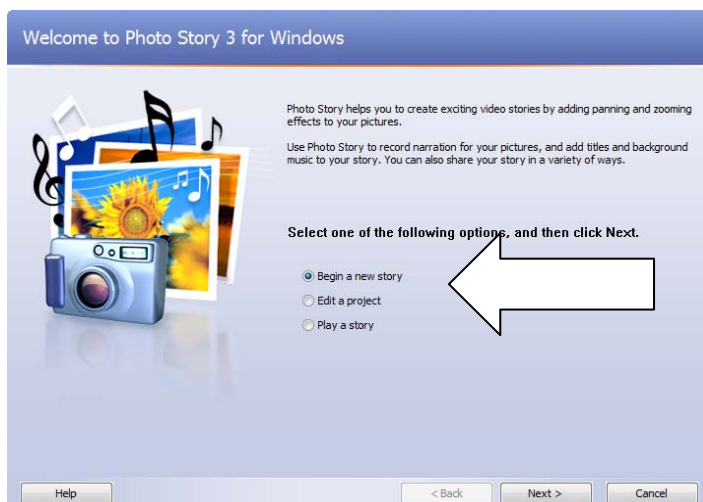 Welcome to Photo Story 3 for Windows
Photo Story helps you to create exciting video stories by adding panning and zooming
effects to your pictures.
Use Photo Story to record narration for your pictures, and add titles and background
music to your story. You can also share your story in a variety of ways.
Select one of the following options, and then click Next.
Begin a new story
Edit a project
Play a story
Help
< Back
Next >
Cancel